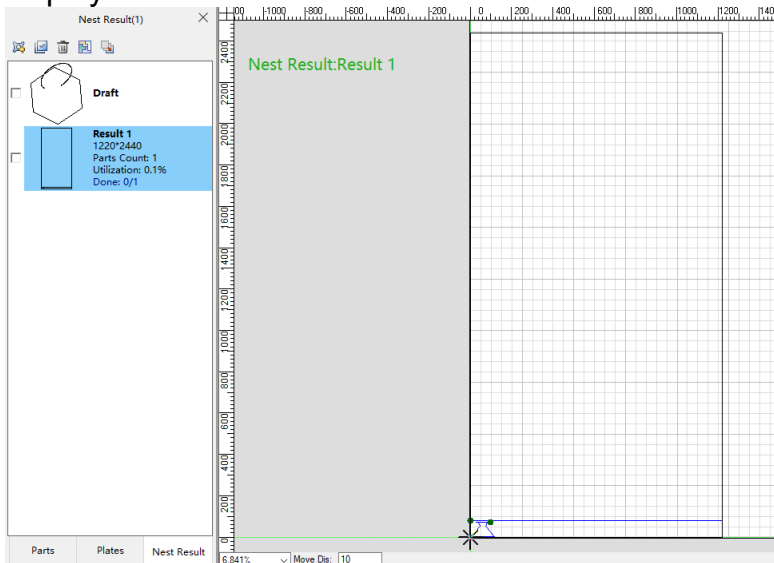 Nest Result(1)
Draft
Result 1
1220*2440
Parts Count: 1
Utilization: 0.1%
Done: 0/1
Parts
Plates
Nest Result
Nest Result:Result 1
1000
800
600
400
200
0
200
400
600
800
1000
1200
2400
2200
2000
1800
1600
1400
1200
1000
800
600
400
200
0
6.841%
Move Dis:
10